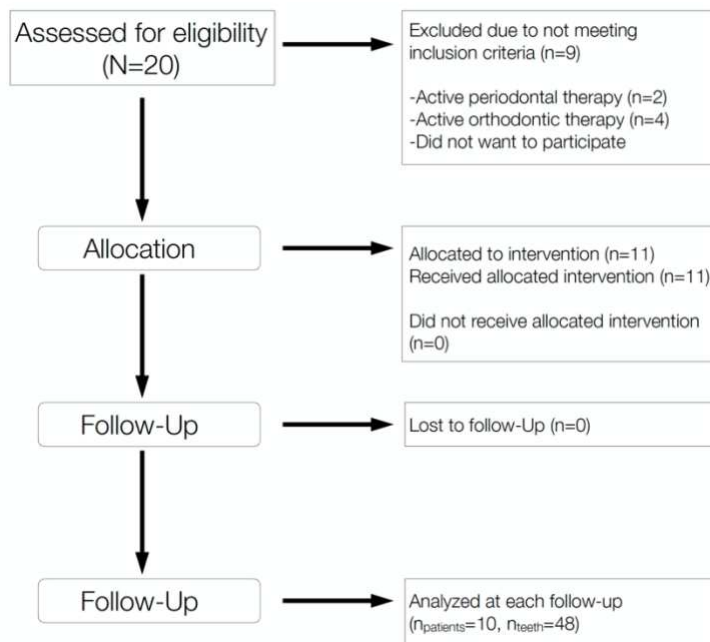 Assessed for eligibility
(N=20)
Excluded due to not meeting
inclusion criteria (n=9)
-Active periodontal therapy (n=2)
-Active orthodontic therapy (n=4)
-Did not want to participate
Allocation
Allocated to intervention (n=11)
Received allocated intervention (n=11)
Did not receive allocated intervention
(n=0)
Follow-Up
Lost to follow-Up (n=0)
Follow-Up
Analyzed at each follow-up
(npatients=10, nteeth=48)